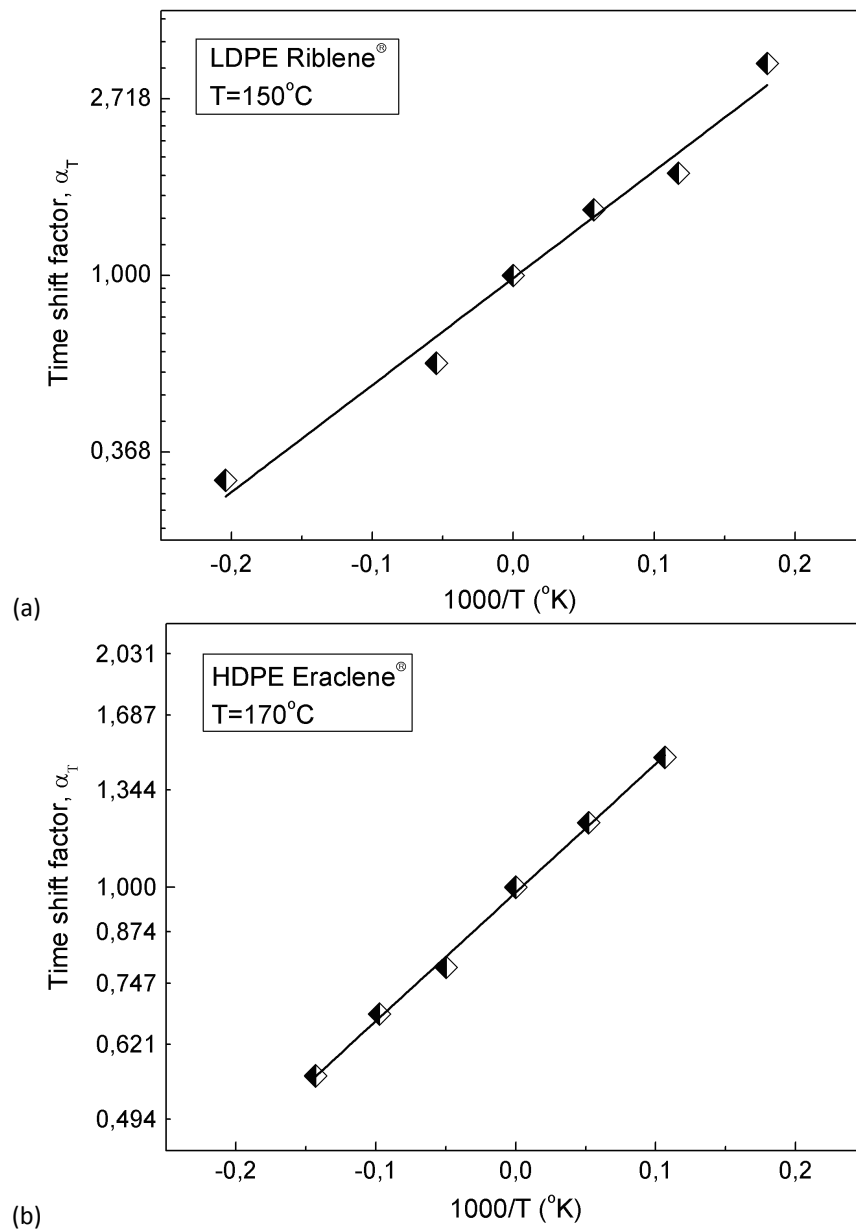 LDPE Riblene®
T=150°C
2,718
1,000
0,368
Time shift factor, α_T
-0,2 -0,1 0,0 0,1 0,2
1000/T (°K)
(a)
HDPE Eraclene®
T=170°C
2,031
1,687
1,344
1,000
0,874
0,747
0,621
0,494
Time shift factor, α_T
-0,2 -0,1 0,0 0,1 0,2
1000/T (°K)
(b)